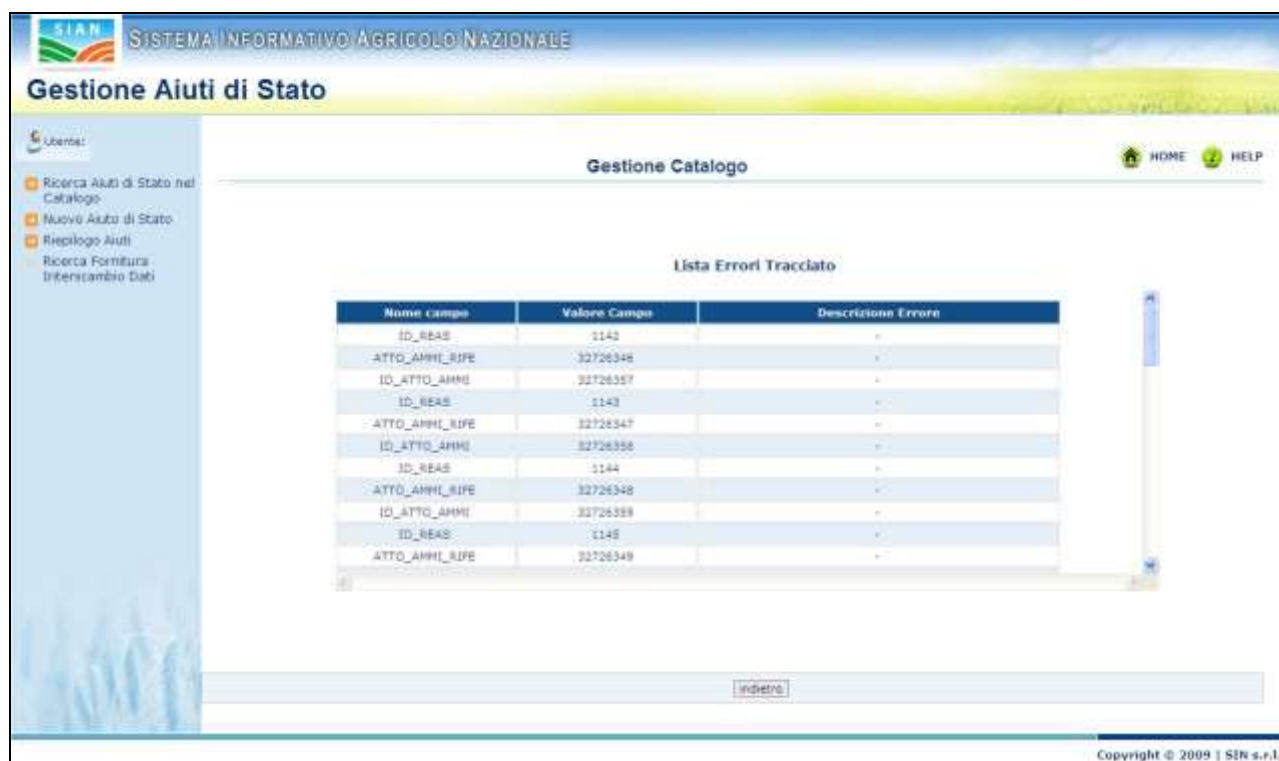 SIAN
SISTEMA INFORMATIVO AGRICOLO NAZIONALE
Gestione Aiuti di Stato
Utente:
Ricerca Aiuti di Stato nel
Catalogo
Nuovo Aiuto di Stato
Riepilogo Aiuti
Ricerca Fornitura
Interscambio Dati
Gestione Catalogo
HOME HELP
Lista Errori Tracciato
Nome campo Valore Campo Descrizione Errore
ID_REAS 1142 -
ATTO_AMMI_RIFE 32726346 -
ID_ATTO_AMMI 32726357 -
ID_REAS 1143 -
ATTO_AMMI_RIFE 32726347 -
ID_ATTO_AMMI 32726358 -
ID_REAS 1144 -
ATTO_AMMI_RIFE 32726348 -
ID_ATTO_AMMI 32726359 -
ID_REAS 1145 -
ATTO_AMMI_RIFE 32726349 -
indietro
Copyright © 2009 | SIN s.r.l.